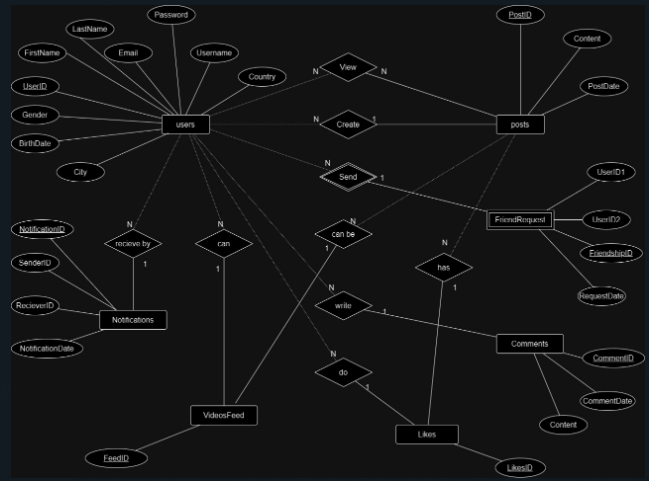 Password
PostID
LastName
Content
FirstName
Email
Username
Country
N
View
N
PostDate
UserID
Gender
users
N
Create
1
posts
BirthDate
City
N
Send
1
UserID1
NotificationID
UserID2
FriendRequest
N
recieve by
1
N
can
1
N
can be
1
FriendshipID
SenderID
N
has
1
RequestDate
RecieverID
N
write
1
Notifications
NotificationDate
Comments
CommentID
N
do
1
CommentDate
VideosFeed
Content
Likes
FeedID
LikesID